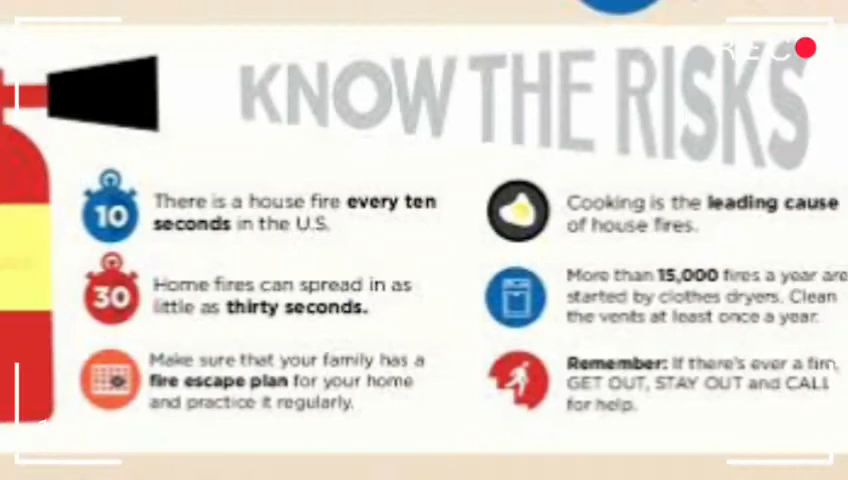 REC
KNOW THE RISKS
10
There is a house fire every ten
seconds in the U.S.
30
Home fires can spread in as
little as thirty seconds.
Make sure that your family has a
fire escape plan for your home
and practice it regularly.
Cooking is the leading cause
of house fires.
More than 15,000 fires a year are
started by clothes dryers. Clean
the vents at least once a year.
Remember: If there's ever a fire,
GET OUT, STAY OUT and CALL
for help.